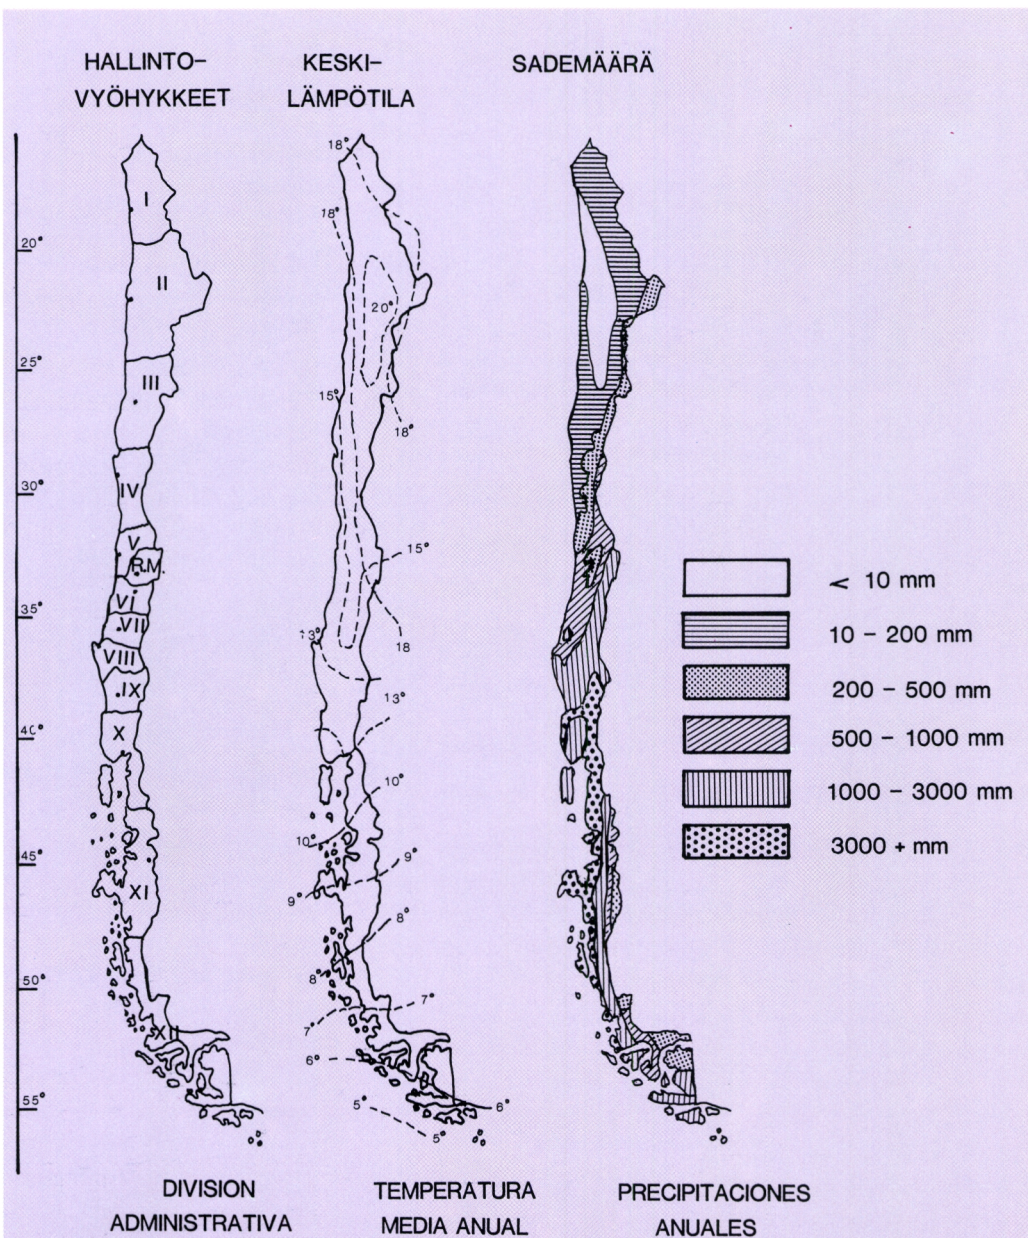 HALLINTO-
VYÖHYKKEET
KESKI-
LÄMPÖTILA
SADEMÄÄRÄ
20°
25°
30°
35°
40°
45°
50°
55°
I
II
III
IV
V
R.M.
VI
VII
VIII
IX
X
XI
XII
18°
18°
20°
15°
18°
15°
13°
18
13°
10°
10°
9°
9°
8°
8°
7°
7°
6°
6°
5°
5°
< 10 mm
10 - 200 mm
200 - 500 mm
500 - 1000 mm
1000 - 3000 mm
3000 + mm
DIVISION
ADMINISTRATIVA
TEMPERATURA
MEDIA ANUAL
PRECIPITACIONES
ANUALES